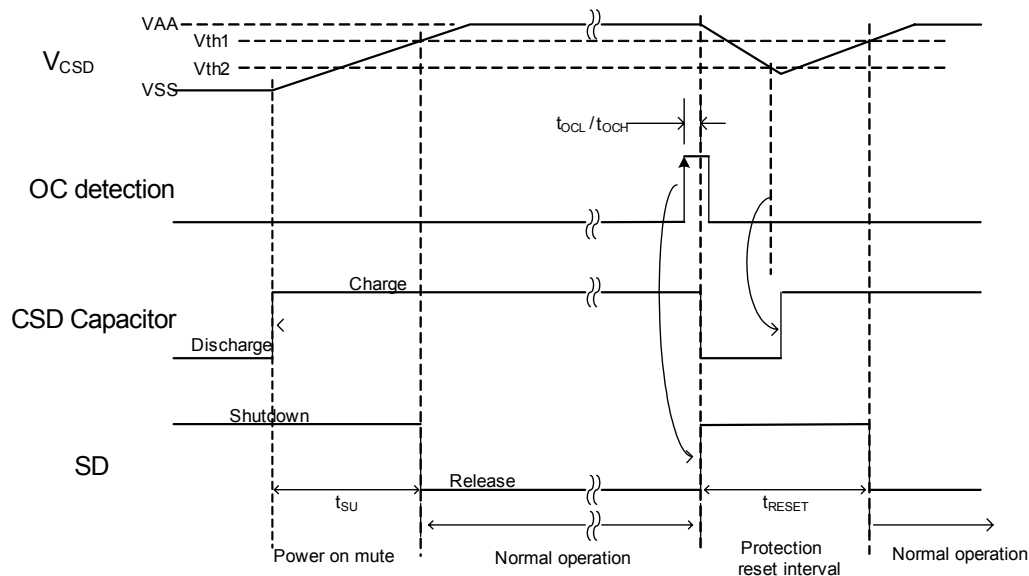 VAA
Vth1
VCSD
Vth2
VSS
tOCL / tOCH
OC detection
Charge
CSD Capacitor
Discharge
Shutdown
SD
Release
tSU
tRESET
Power on mute
Normal operation
Protection
reset interval
Normal operation